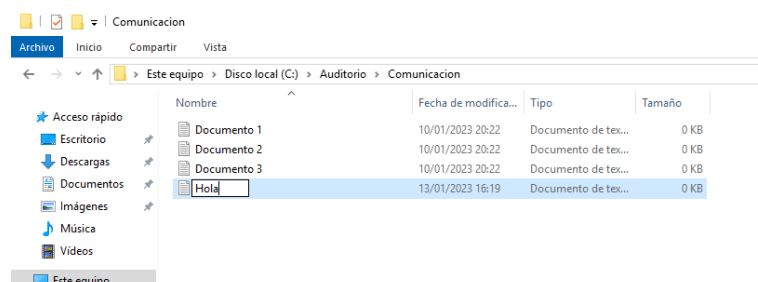 Comunicacion
Archivo Inicio Compartir Vista
Este equipo > Disco local (C:) > Auditorio > Comunicacion
Nombre Fecha de modifica... Tipo Tamaño
Acceso rápido
Escritorio
Descargas
Documentos
Imágenes
Música
Vídeos
Este equipo
Documento 1 10/01/2023 20:22 Documento de tex... 0 KB
Documento 2 10/01/2023 20:22 Documento de tex... 0 KB
Documento 3 10/01/2023 20:22 Documento de tex... 0 KB
Hola 13/01/2023 16:19 Documento de tex... 0 KB